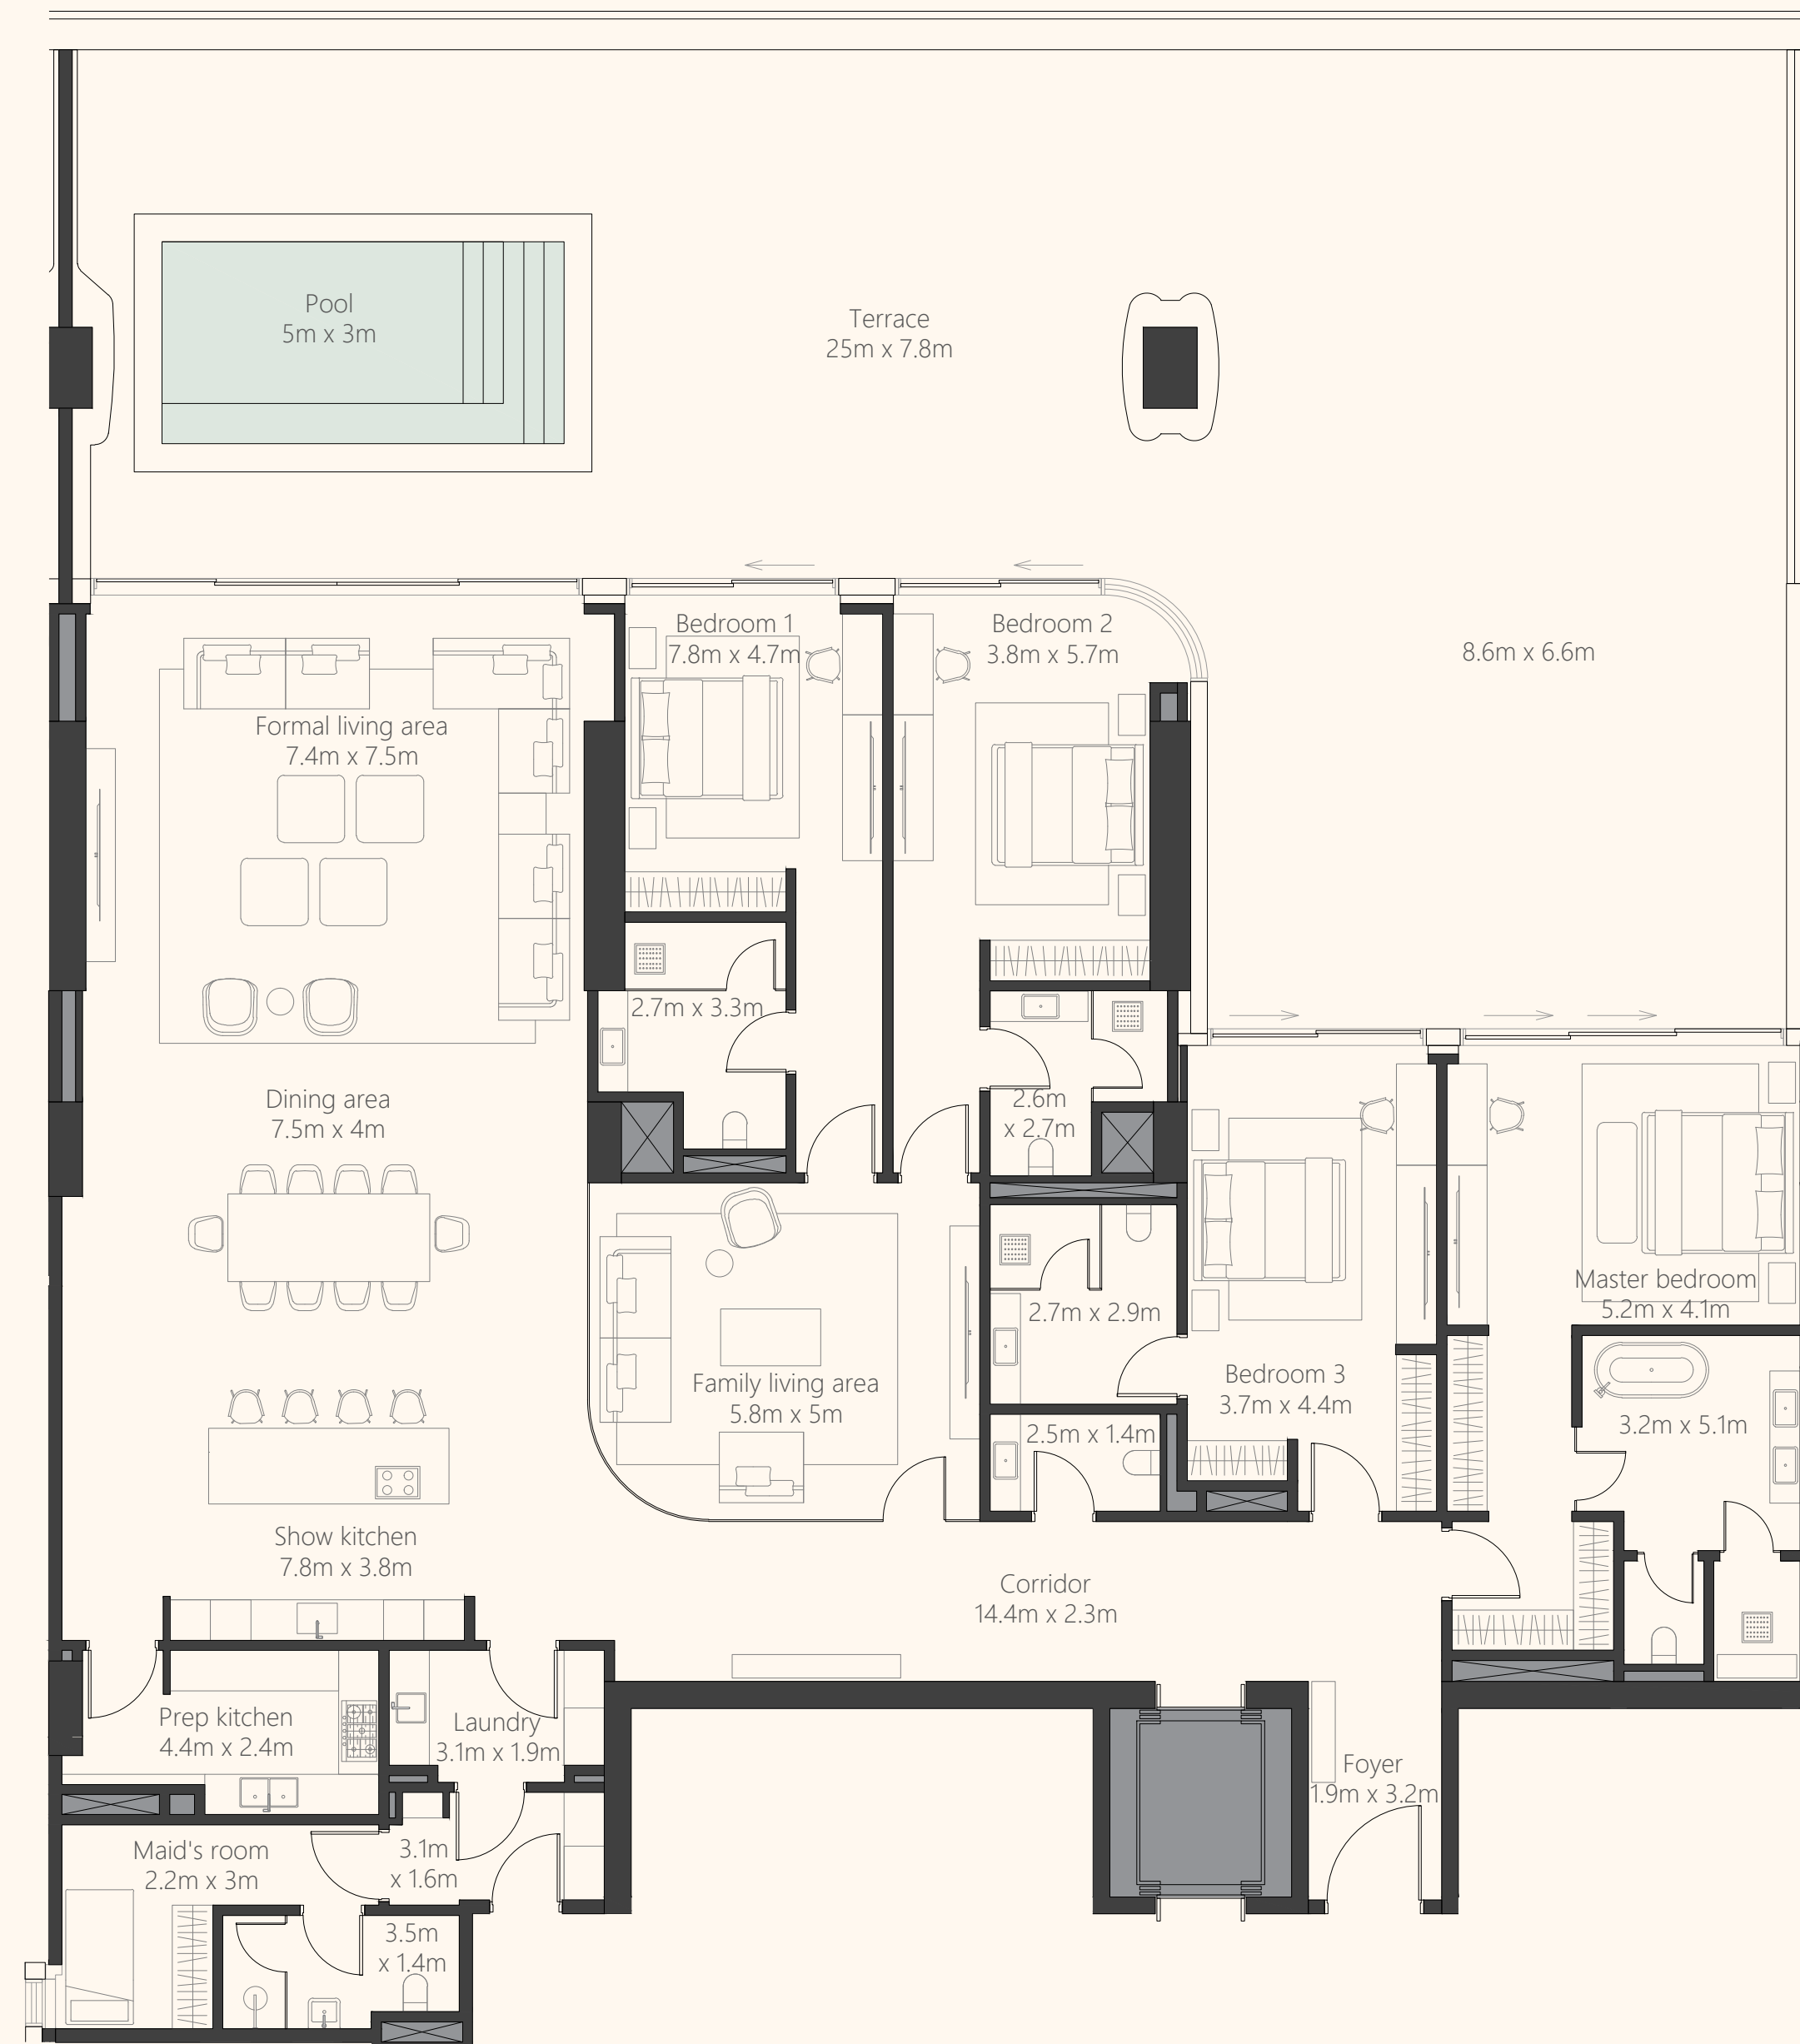 Pool
5m x 3m
Terrace
25m x 7.8m
Bedroom 1
7.8m x 4.7m
Bedroom 2
3.8m x 5.7m
8.6m x 6.6m
Formal living area
7.4m x 7.5m
2.7m x 3.3m
Dining area
7.5m x 4m
2.6m
x 2.7m
Master bedroom
5.2m x 4.1m
2.7m x 2.9m
Family living area
5.8m x 5m
Bedroom 3
3.7m x 4.4m
3.2m x 5.1m
2.5m x 1.4m
Show kitchen
7.8m x 3.8m
Corridor
14.4m x 2.3m
Prep kitchen
4.4m x 2.4m
Laundry
3.1m x 1.9m
Foyer
1.9m x 3.2m
Maid's room
2.2m x 3m
3.1m
x 1.6m
3.5m
x 1.4m